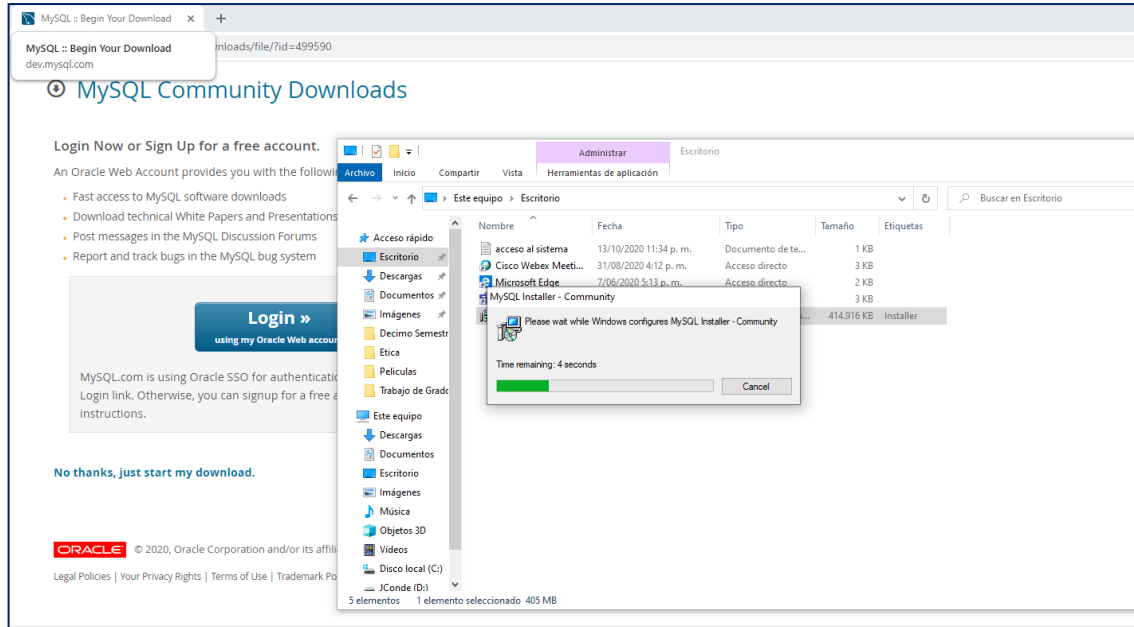 MySQL :: Begin Your Download
MySQL :: Begin Your Download
dev.mysql.com
nloads/file/?id=499590
MySQL Community Downloads
Login Now or Sign Up for a free account.
An Oracle Web Account provides you with the followi
Fast access to MySQL software downloads
Download technical White Papers and Presentations
Post messages in the MySQL Discussion Forums
Report and track bugs in the MySQL bug system
Login »
using my Oracle Web accour
MySQL.com is using Oracle SSO for authenticatio
Login link. Otherwise, you can signup for a free a
instructions.
No thanks, just start my download.
ORACLE © 2020, Oracle Corporation and/or its affili
Legal Policies | Your Privacy Rights | Terms of Use | Trademark Po
Administrar Escritorio
Archivo Inicio Compartir Vista Herramientas de aplicación
Este equipo > Escritorio Buscar en Escritorio
Nombre Fecha Tipo Tamaño Etiquetas
acceso al sistema 13/10/2020 11:34 p. m. Documento de te... 1 KB
Cisco Webex Meeti... 31/08/2020 4:12 p. m. Acceso directo 3 KB
Microsoft Edge 7/06/2020 5:13 p. m. Acceso directo 2 KB
3 KB
414.916 KB Installer
Acceso rápido
Escritorio
Descargas
Documentos
Imágenes
Decimo Semestr
Etica
Peliculas
Trabajo de Grado
Este equipo
Descargas
Documentos
Escritorio
Imágenes
Música
Objetos 3D
Vídeos
Disco local (C:)
JConde (D:)
MySQL Installer - Community
Please wait while Windows configures MySQL Installer - Community
Time remaining: 4 seconds
Cancel
5 elementos 1 elemento seleccionado 405 MB